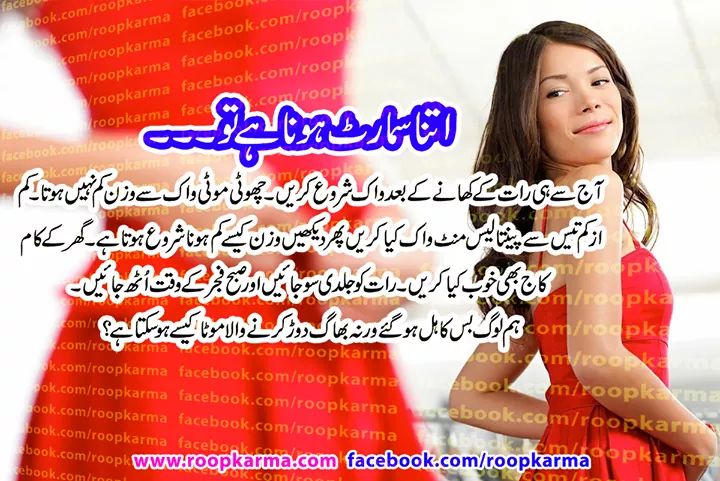 اتنا سمارٹ ہونا ہے تو۔۔۔۔
آج سے ہی رات کے کھانے کے بعد واک شروع کریں۔ چھوٹی موٹی واک سے وزن کم نہیں ہوتا۔ کم
از کم تیس سے پینتالیس منٹ واک کیا کریں پھر دیکھیں وزن کیسے کم ہونا شروع ہوتا ہے۔ گھر کے کام
کاج بھی خوب کیا کریں۔ رات کو جلدی سو جائیں اور صبح فجر کے وقت اُٹھ جائیں۔
ہم لوگ بس کاہل ہو گئے ورنہ بھاگ دوڑ کرنے والا موٹا کیسے ہو سکتا ہے؟
www.roopkarma.com facebook.com/roopkarma